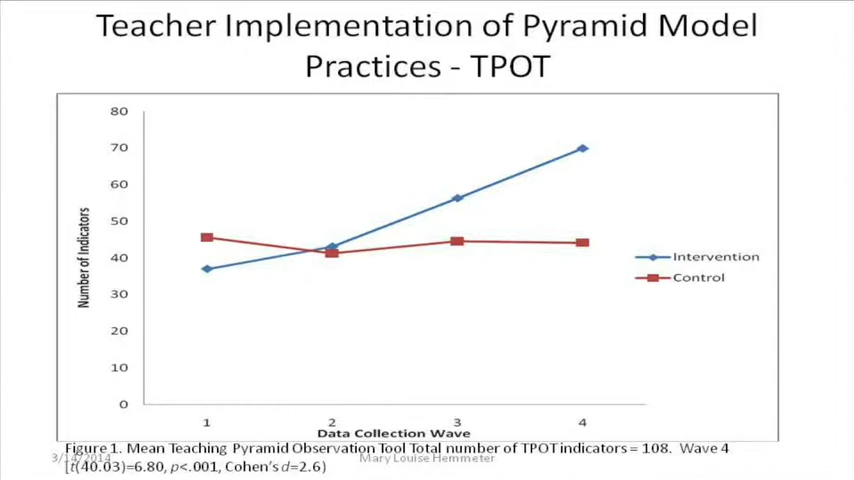 Teacher Implementation of Pyramid Model
Practices - TPOT
80
70
60
50
40
30
20
10
0
Number of Indicators
1 2 3 4
Data Collection Wave
Intervention
Control
Figure 1. Mean Teaching Pyramid Observation Tool Total number of TPOT indicators = 108. Wave 4
3/14/2014 Mary Louise Hemmeter
[t(40.03)=6.80, p<.001, Cohen's d=2.6)